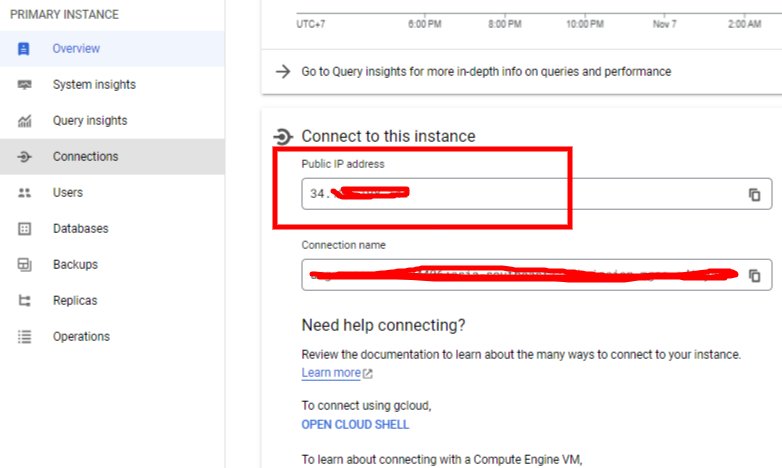 PRIMARY INSTANCE
Overview
System insights
Query insights
Connections
Users
Databases
Backups
Replicas
Operations
UTC+7 6:00 PM 8:00 PM 10:00 PM Nov 7 2:00 AM
Go to Query insights for more in-depth info on queries and performance
Connect to this instance
Public IP address
34.
Connection name
Need help connecting?
Review the documentation to learn about the many ways to connect to your instance.
Learn more
To connect using gcloud,
OPEN CLOUD SHELL
To learn about connecting with a Compute Engine VM,